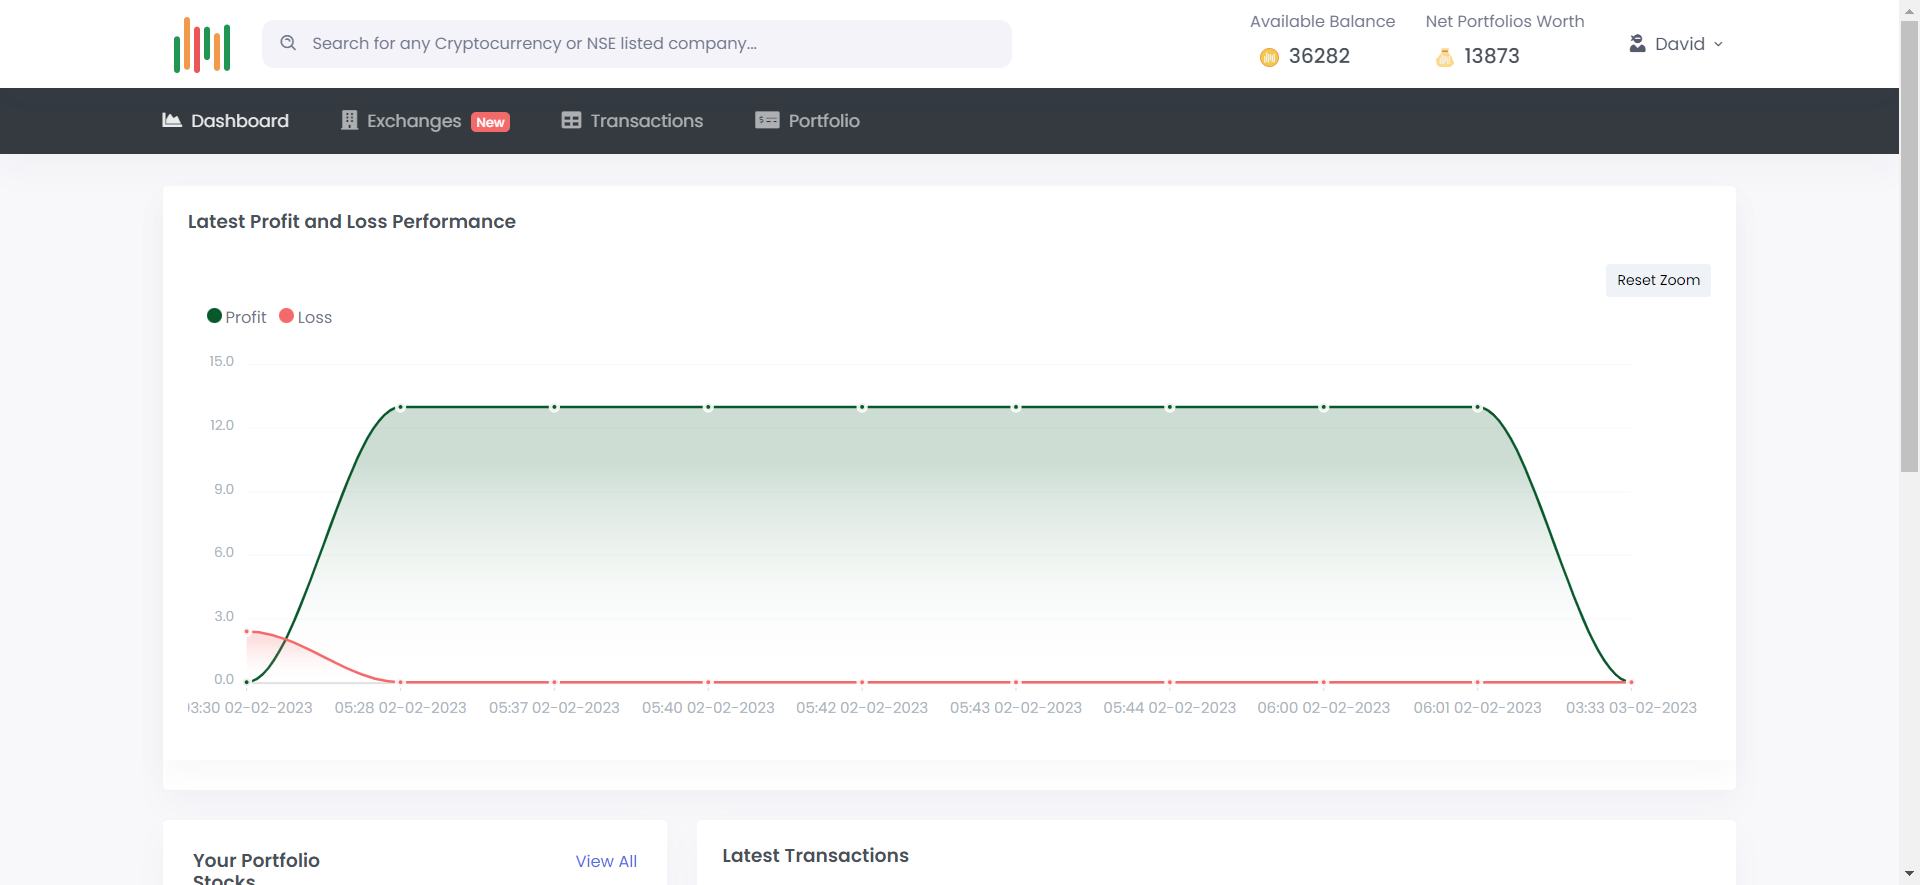 Available Balance
Net Portfolios Worth
Search for any Cryptocurrency or NSE listed company...
36282
13873
David
Dashboard
Exchanges New
Transactions
Portfolio
Latest Profit and Loss Performance
Reset Zoom
Profit
Loss
15.0
12.0
9.0
6.0
3.0
0.0
3:30 02-02-2023
05:28 02-02-2023
05:37 02-02-2023
05:40 02-02-2023
05:42 02-02-2023
05:43 02-02-2023
05:44 02-02-2023
06:00 02-02-2023
06:01 02-02-2023
03:33 03-02-2023
Your Portfolio
Stocks
View All
Latest Transactions